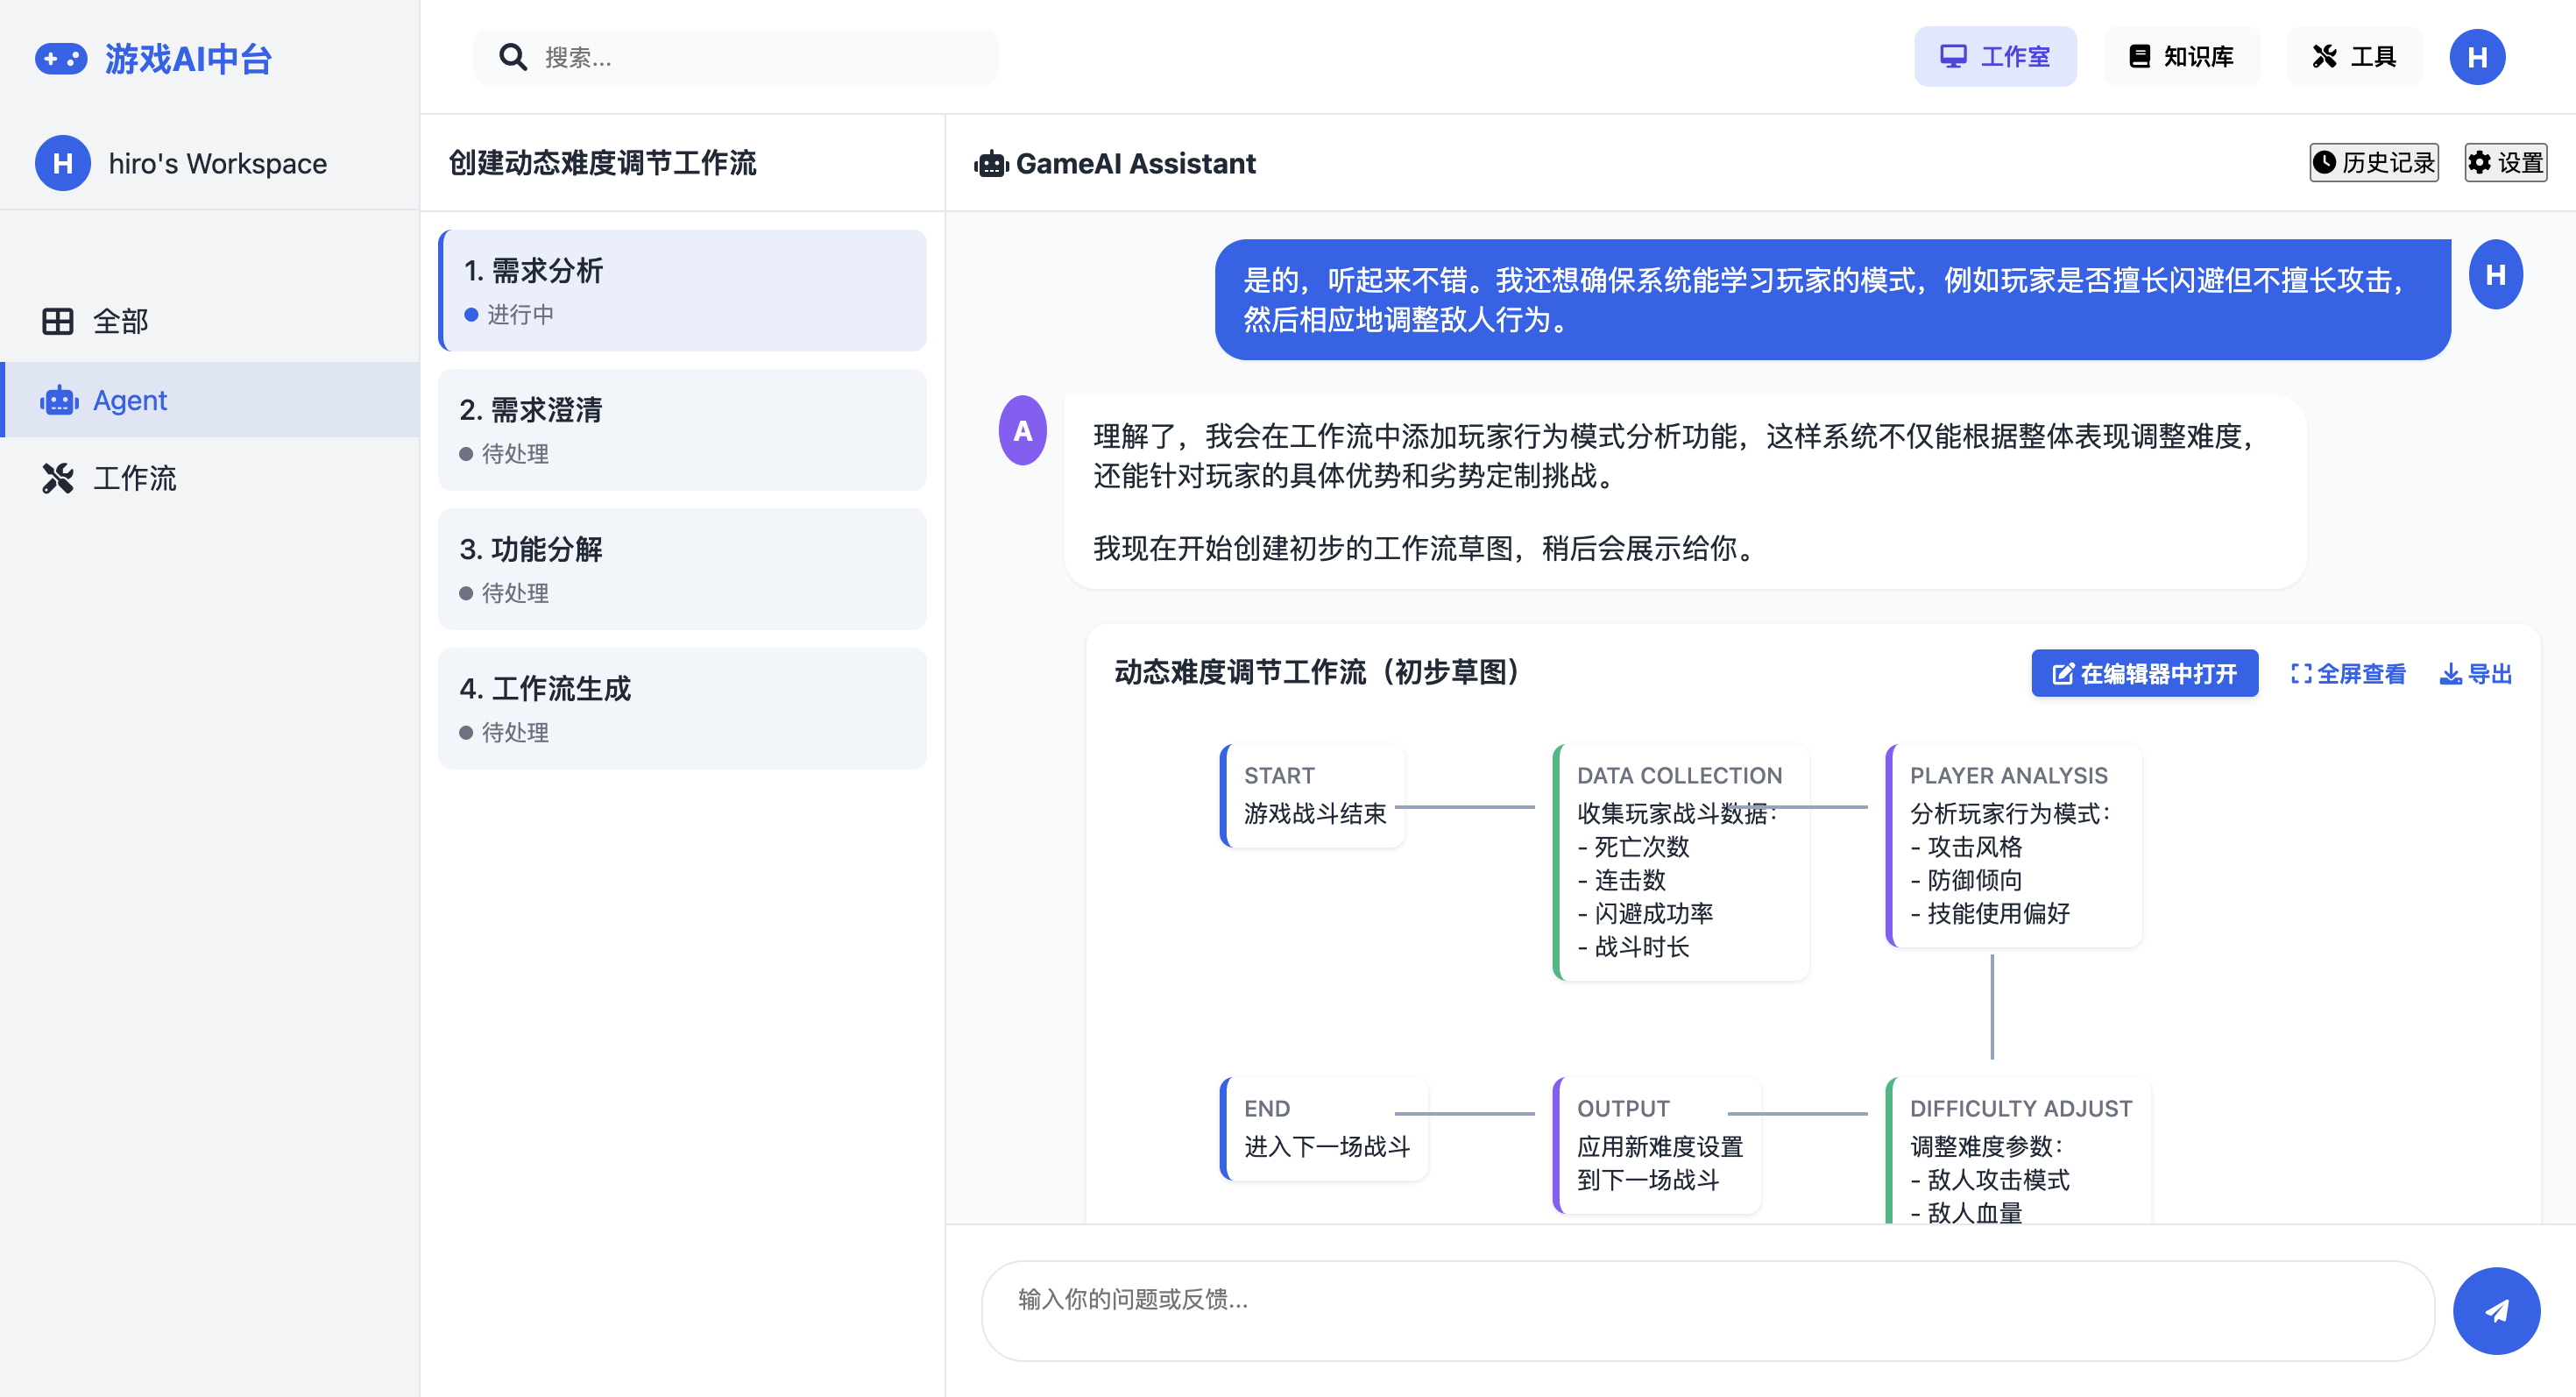 游戏AI中台
搜索...
工作室
知识库
工具
H
H
hiro's Workspace
全部
Agent
工作流
创建动态难度调节工作流
1. 需求分析
进行中
2. 需求澄清
待处理
3. 功能分解
待处理
4. 工作流生成
待处理
GameAI Assistant
历史记录
设置
是的，听起来不错。我还想确保系统能学习玩家的模式，例如玩家是否擅长闪避但不擅长攻击，
然后相应地调整敌人行为。
H
A
理解了，我会在工作流中添加玩家行为模式分析功能，这样系统不仅能根据整体表现调整难度，
还能针对玩家的具体优势和劣势定制挑战。
我现在开始创建初步的工作流草图，稍后会展示给你。
动态难度调节工作流（初步草图）
在编辑器中打开
全屏查看
导出
START
游戏战斗结束
DATA COLLECTION
收集玩家战斗数据：
- 死亡次数
- 连击数
- 闪避成功率
- 战斗时长
PLAYER ANALYSIS
分析玩家行为模式：
- 攻击风格
- 防御倾向
- 技能使用偏好
END
进入下一场战斗
OUTPUT
应用新难度设置
到下一场战斗
DIFFICULTY ADJUST
调整难度参数：
- 敌人攻击模式
- 敌人血量
输入你的问题或反馈...